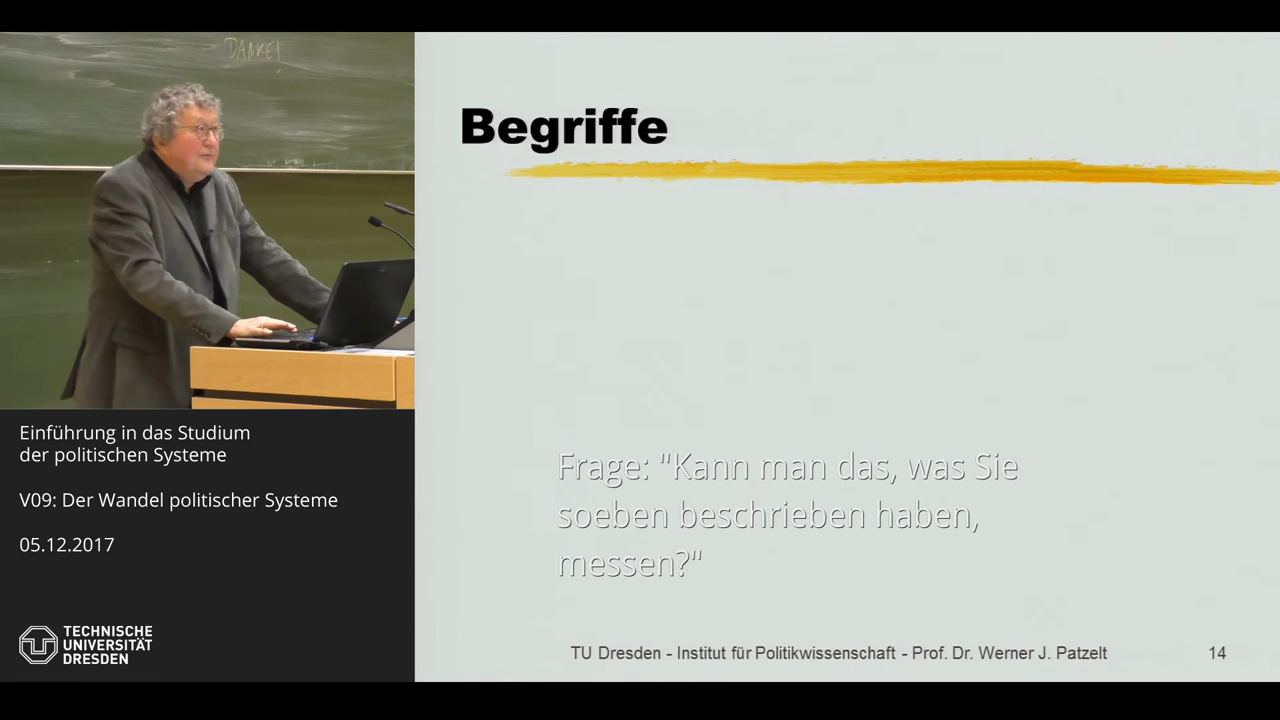 DANKE!
Begriffe
Frage: "Kann man das, was Sie
soeben beschrieben haben,
messen?"
TU Dresden - Institut für Politikwissenschaft - Prof. Dr. Werner J. Patzelt
14
Einführung in das Studium
der politischen Systeme
V09: Der Wandel politischer Systeme
05.12.2017
TECHNISCHE
UNIVERSITÄT
DRESDEN